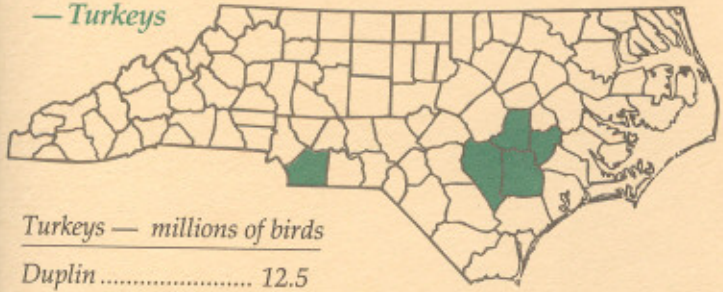 — Turkeys
Turkeys — millions of birds
Duplin ....................... 12.5